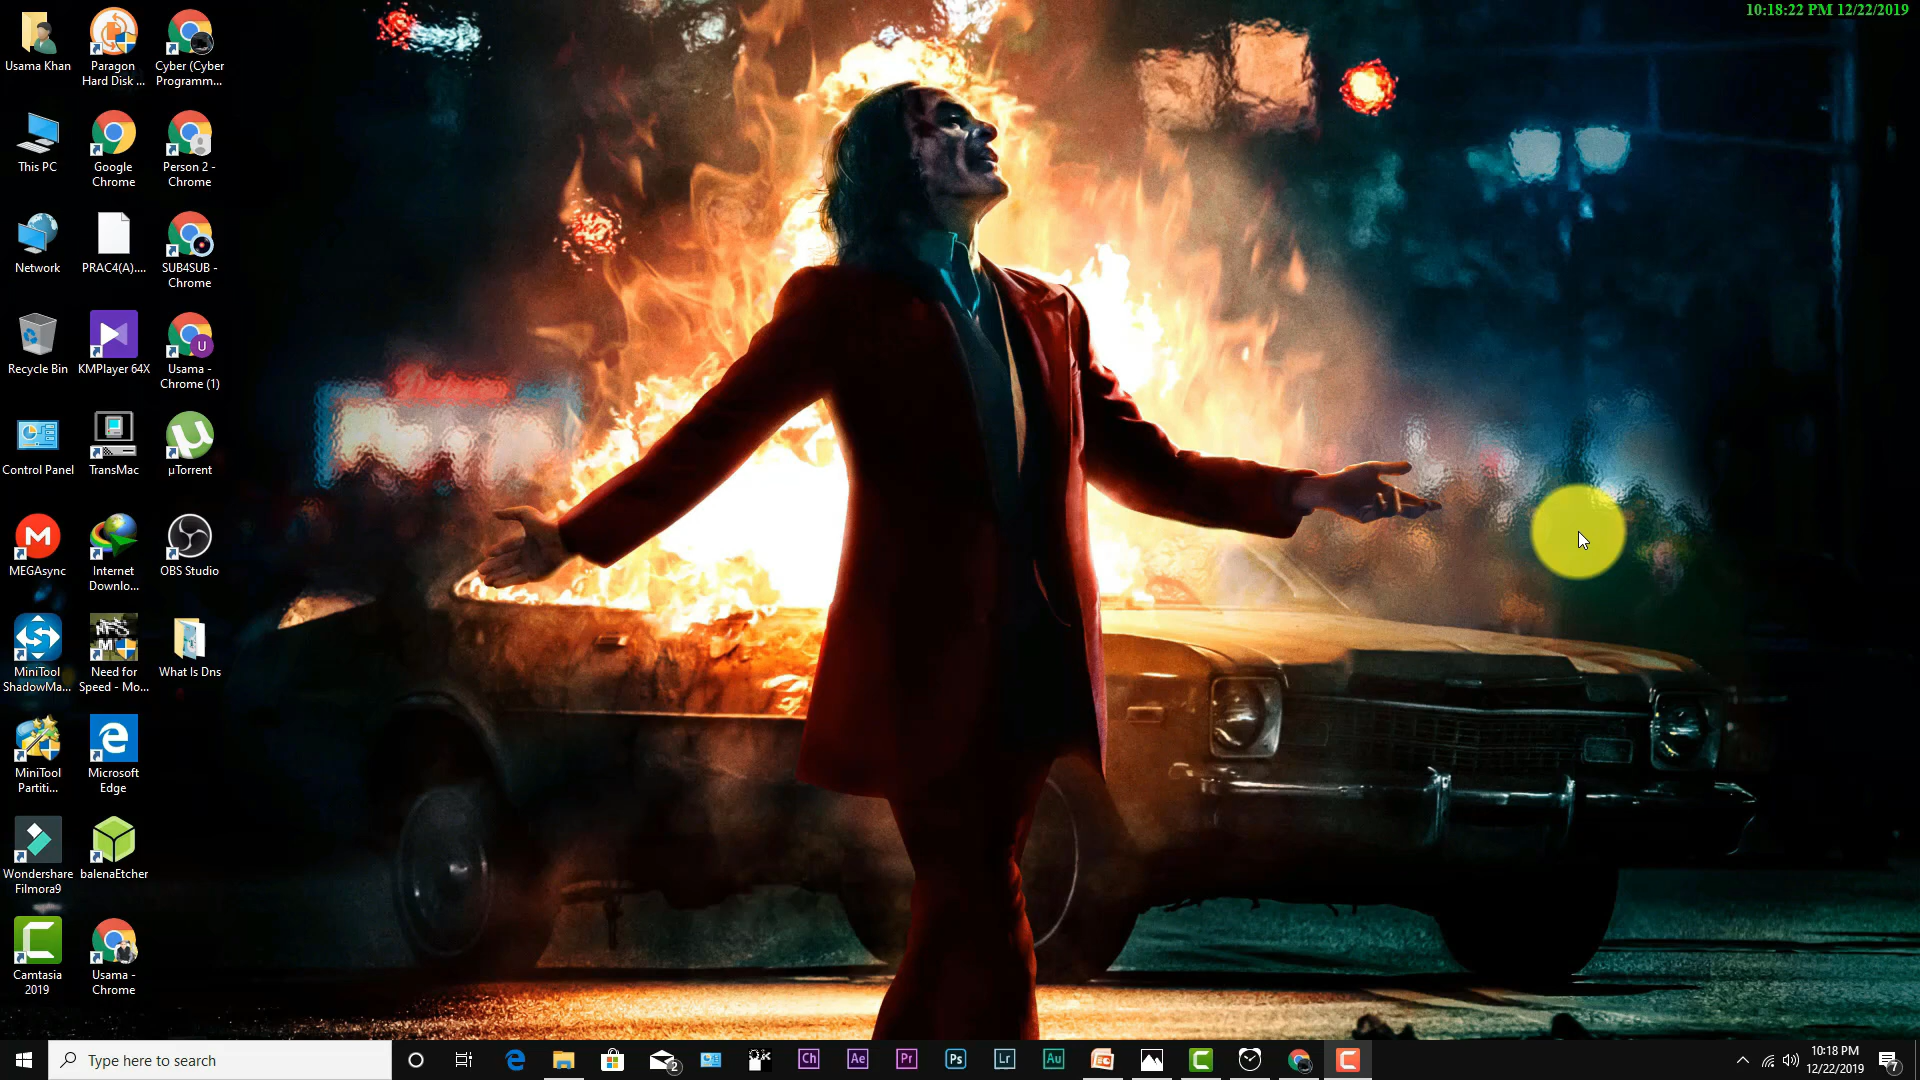 10:18:22 PM 12/22/2019
Usama Khan
Paragon
Hard Disk ...
Cyber (Cyber
Programm...
This PC
Google
Chrome
Person 2 -
Chrome
Network
PRAC4(A)....
SUB4SUB -
Chrome
Recycle Bin
KMPlayer 64X
U
Usama -
Chrome (1)
Control Panel
TransMac
µTorrent
M
MEGAsync
Internet
Downlo...
OBS Studio
MiniTool
ShadowMa...
Need for
Speed - Mo...
What Is Dns
MiniTool
Partiti...
Microsoft
Edge
Wondershare
Filmora9
balenaEtcher
Camtasia
2019
Usama -
Chrome
Type here to search
2
Ch
Ae
Pr
Ps
Lr
Au
10:18 PM
12/22/2019
7